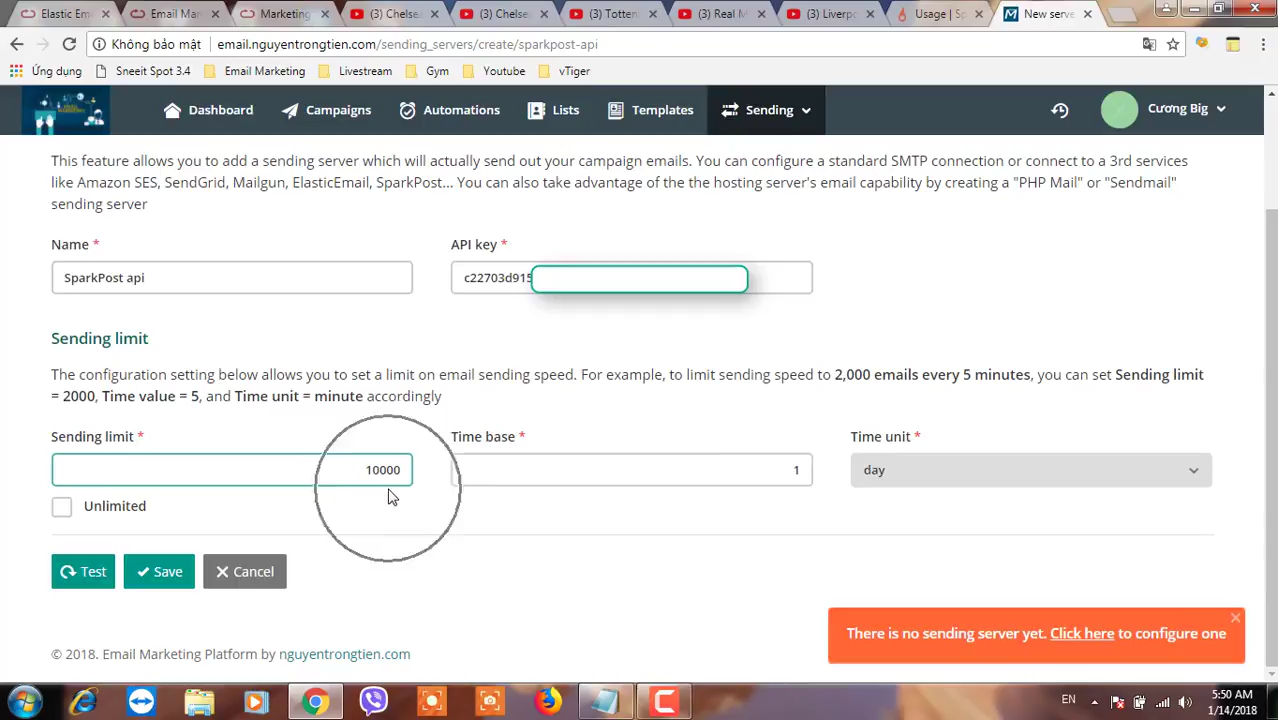 Elastic Em
Email Mar
Marketing
(3) Chelse
(3) Chels
(3) Totten
(3) Real M
(3) Liverpo
Usage | Sp
New serve
Không bảo mật
email.nguyentrongtien.com/sending_servers/create/sparkpost-api
Ứng dụng
Sneeit Spot 3.4
Email Marketing
Livestream
Gym
Youtube
vTiger
Dashboard
Campaigns
Automations
Lists
Templates
Sending
Cương Big
This feature allows you to add a sending server which will actually send out your campaign emails. You can configure a standard SMTP connection or connect to a 3rd services
like Amazon SES, SendGrid, Mailgun, ElasticEmail, SparkPost... You can also take advantage of the the hosting server's email capability by creating a "PHP Mail" or "Sendmail"
sending server
Name *
API key *
SparkPost api
c22703d915
Sending limit
The configuration setting below allows you to set a limit on email sending speed. For example, to limit sending speed to 2,000 emails every 5 minutes, you can set Sending limit
= 2000, Time value = 5, and Time unit = minute accordingly
Sending limit *
Time base *
Time unit *
10000
1
day
Unlimited
Test
Save
Cancel
There is no sending server yet. Click here to configure one
© 2018. Email Marketing Platform by nguyentrongtien.com
EN
5:50 AM
1/14/2018